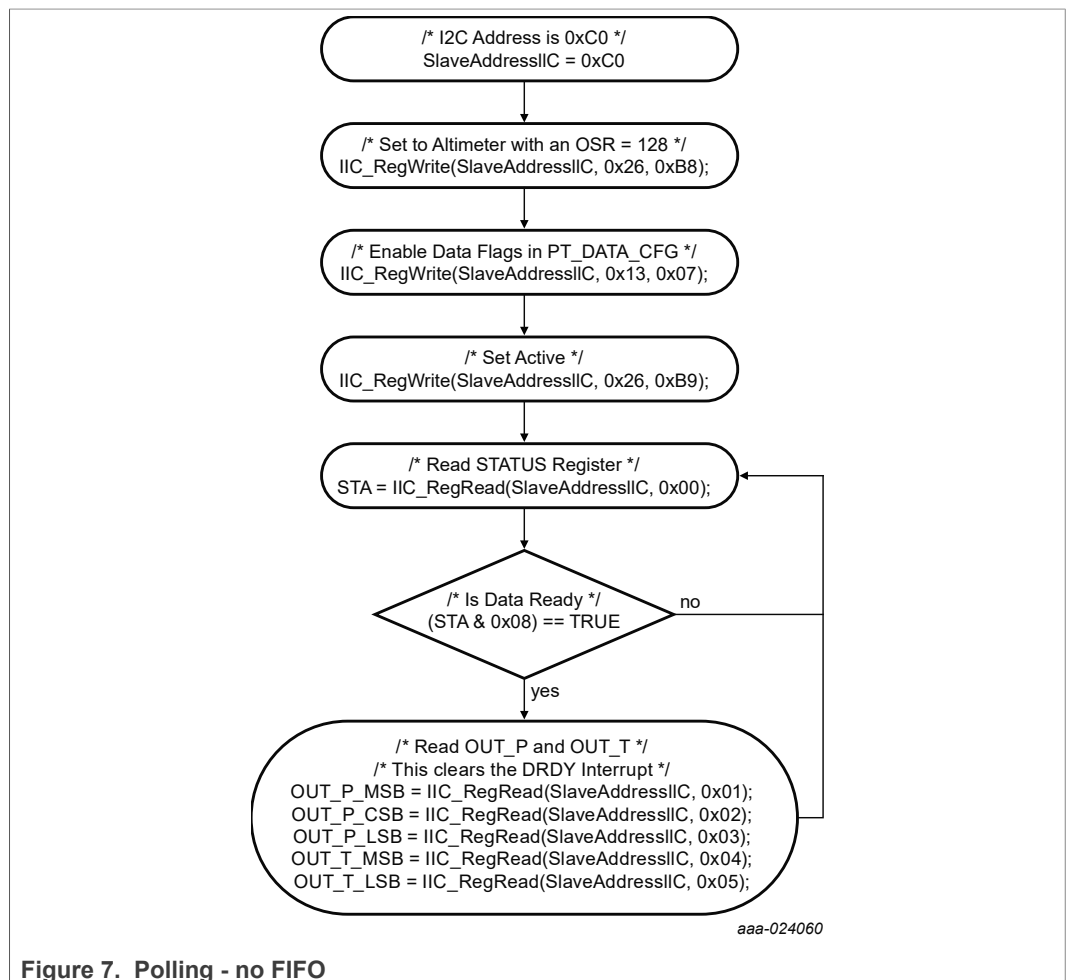 /* I2C Address is 0xC0 */
SlaveAddressIIC = 0xC0
/* Set to Altimeter with an OSR = 128 */
IIC_RegWrite(SlaveAddressIIC, 0x26, 0xB8);
/* Enable Data Flags in PT_DATA_CFG */
IIC_RegWrite(SlaveAddressIIC, 0x13, 0x07);
/* Set Active */
IIC_RegWrite(SlaveAddressIIC, 0x26, 0xB9);
/* Read STATUS Register */
STA = IIC_RegRead(SlaveAddressIIC, 0x00);
/* Is Data Ready */
(STA & 0x08) == TRUE
no
yes
/* Read OUT_P and OUT_T */
/* This clears the DRDY Interrupt */
OUT_P_MSB = IIC_RegRead(SlaveAddressIIC, 0x01);
OUT_P_CSB = IIC_RegRead(SlaveAddressIIC, 0x02);
OUT_P_LSB = IIC_RegRead(SlaveAddressIIC, 0x03);
OUT_T_MSB = IIC_RegRead(SlaveAddressIIC, 0x04);
OUT_T_LSB = IIC_RegRead(SlaveAddressIIC, 0x05);
aaa-024060
Figure 7. Polling - no FIFO